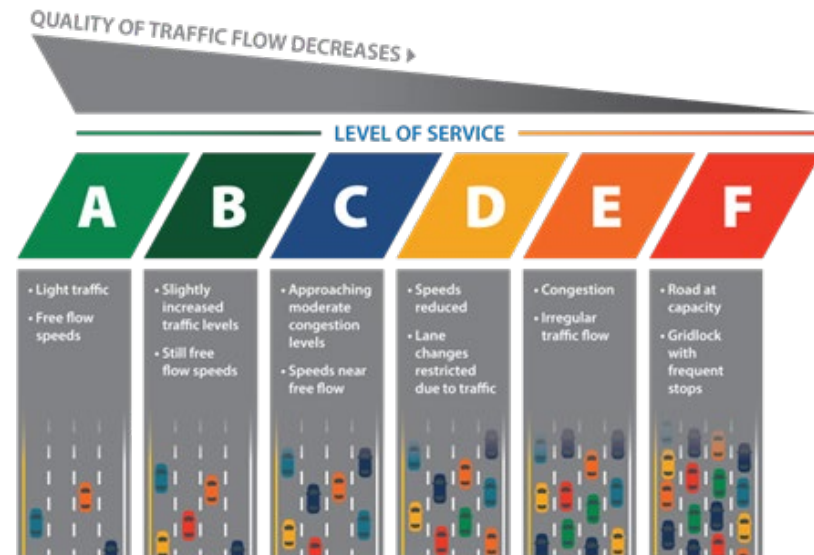 QUALITY OF TRAFFIC FLOW DECREASES
LEVEL OF SERVICE
A
B
C
D
E
F
• Light traffic
• Free flow
speeds
• Slightly
increased
traffic levels
• Still free
flow speeds
• Approaching
moderate
congestion
levels
• Speeds near
free flow
• Speeds
reduced
• Lane
changes
restricted
due to traffic
• Congestion
• Irregular
traffic flow
• Road at
capacity
• Gridlock
with
frequent
stops